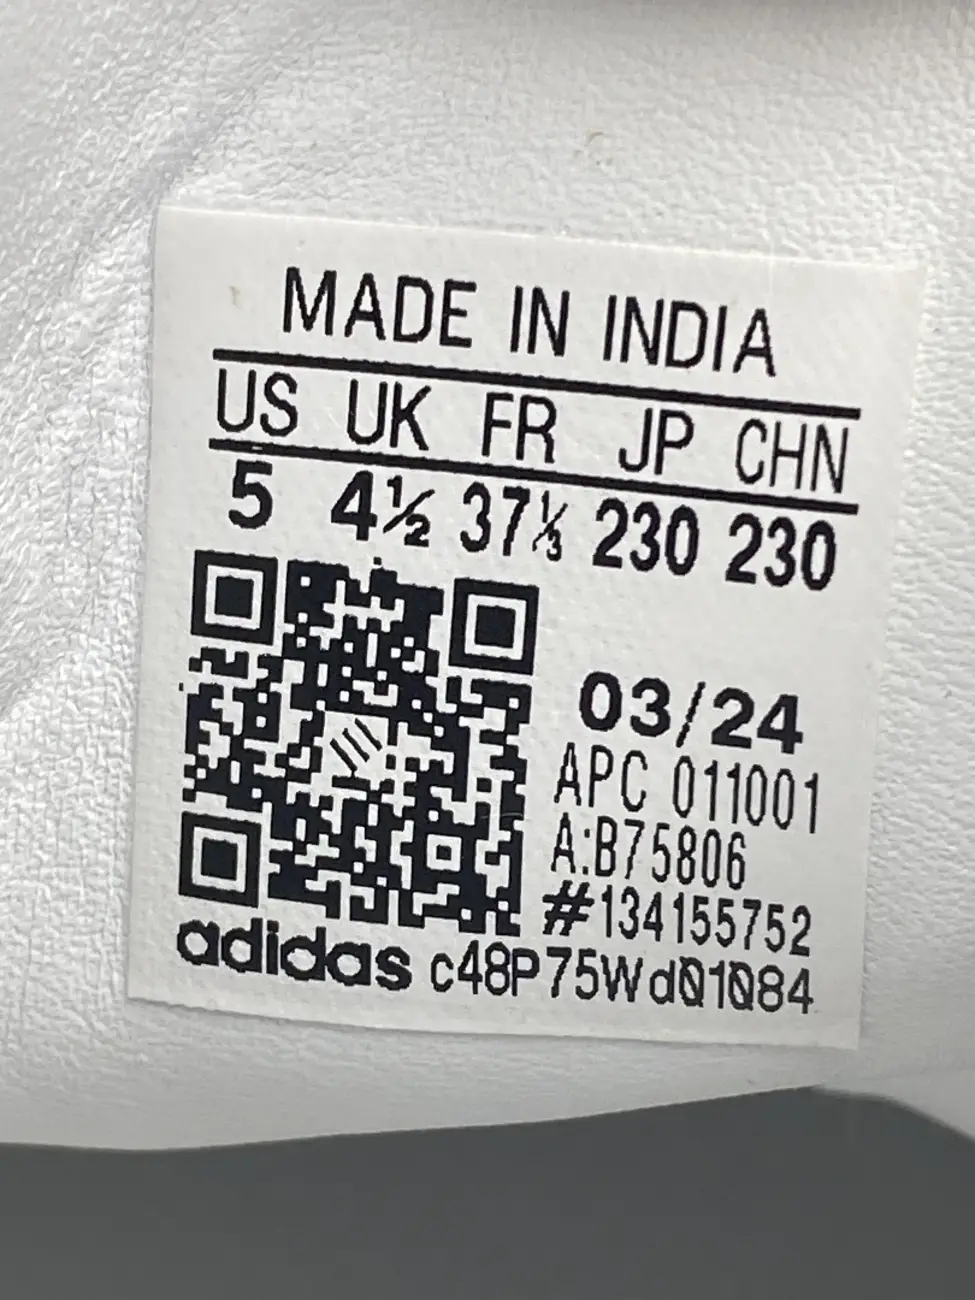 MADE IN INDIA
US UK FR JP CHN
5 4½ 37⅓ 230 230
03/24
APC 011001
A:B75806
#134155752
adidas c48P75Wd01084